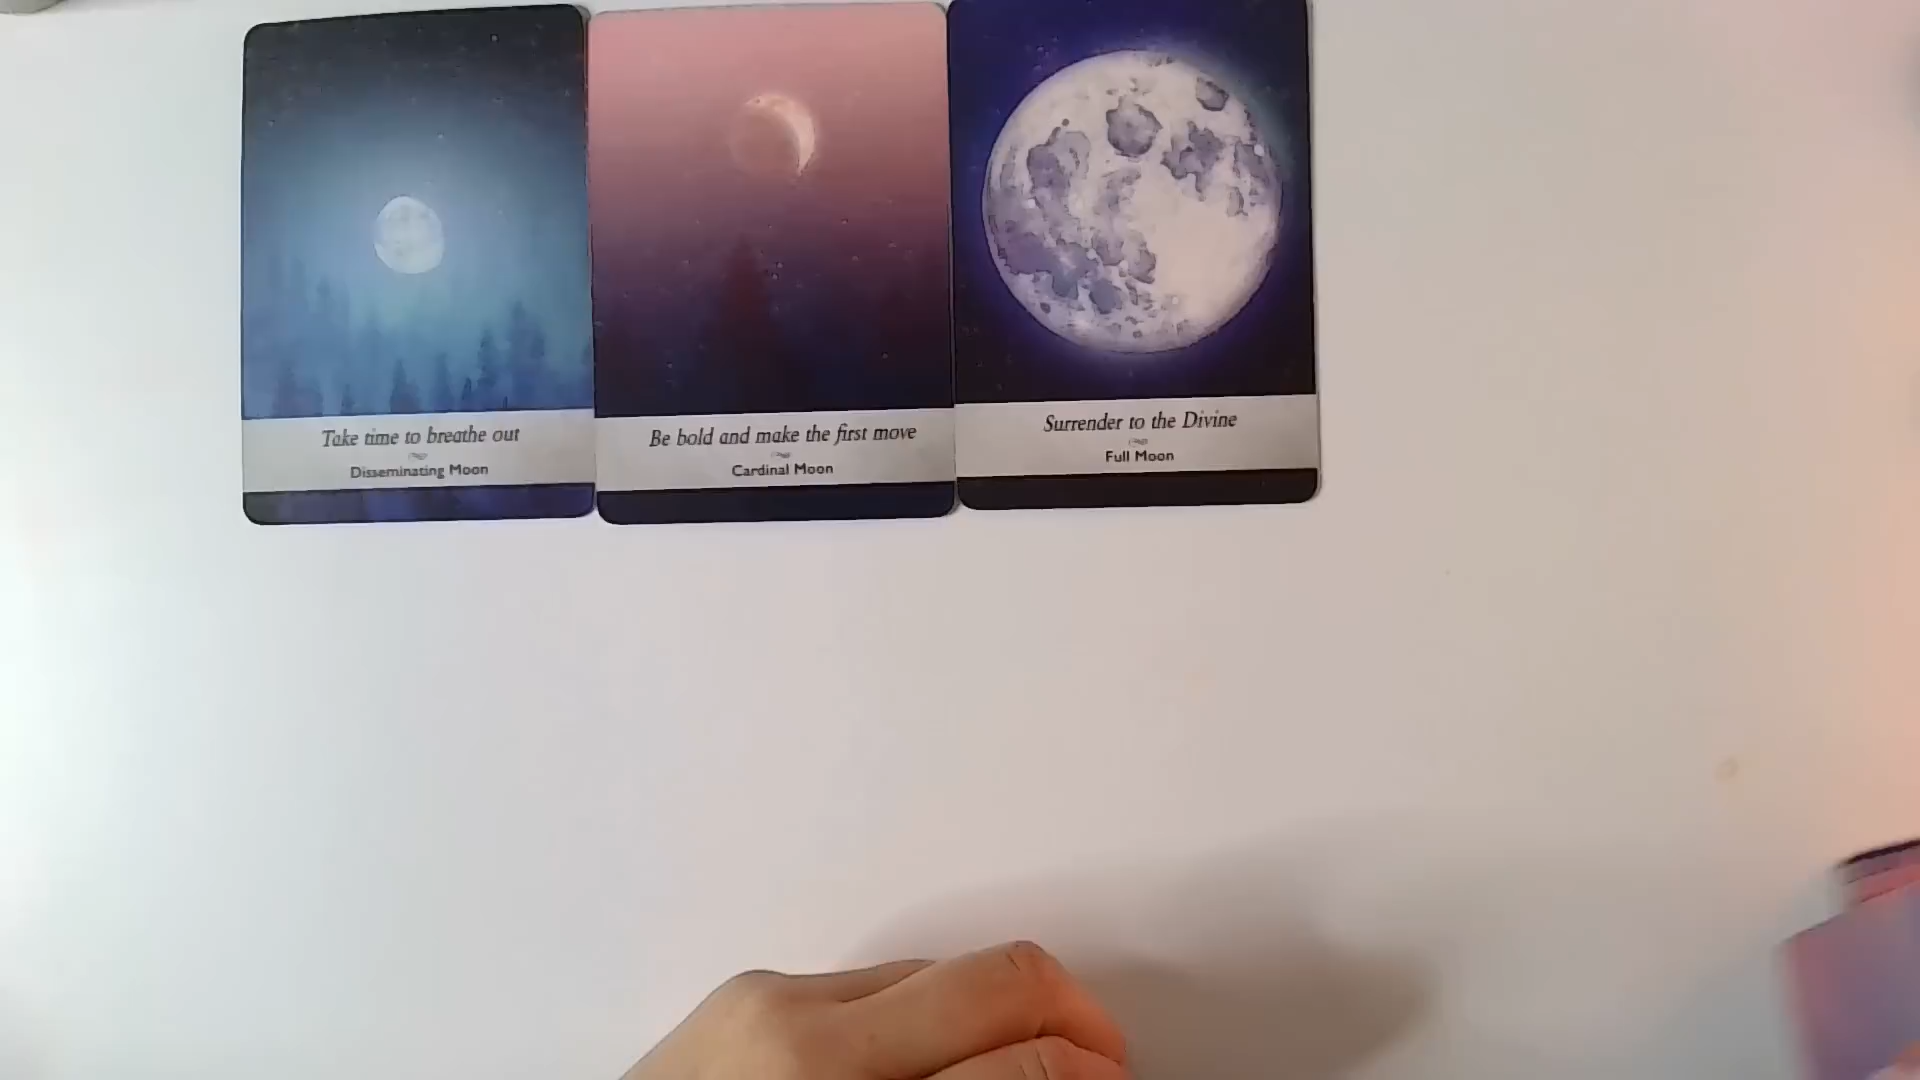 Take time to breathe out
Disseminating Moon
Be bold and make the first move
Cardinal Moon
Surrender to the Divine
Full Moon